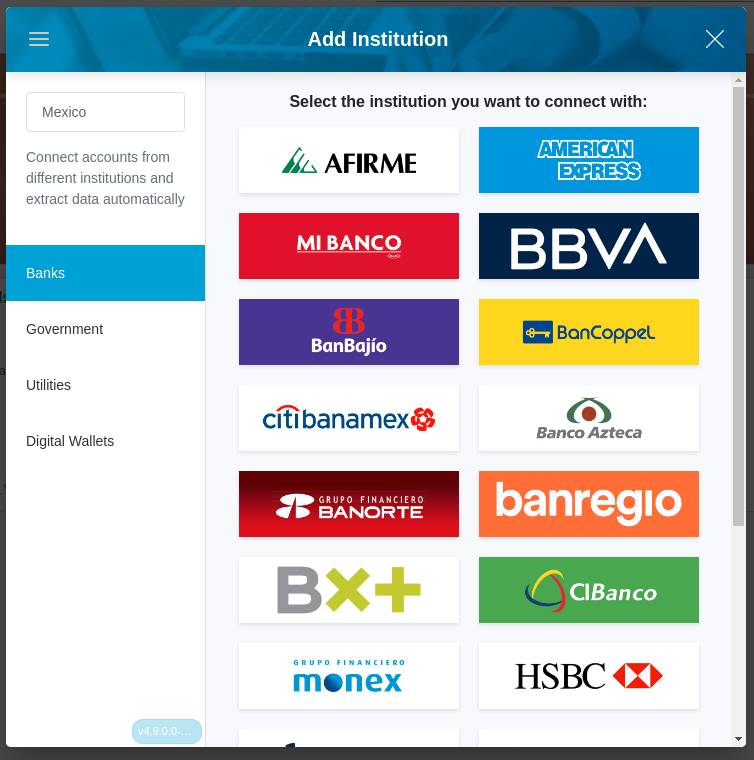 Add Institution
Mexico
Connect accounts from
different institutions and
extract data automatically
Banks
Government
Utilities
Digital Wallets
v4.9.0.0-...
Select the institution you want to connect with:
AFIRME
AMERICAN
EXPRESS
MI BANCO
BBVA
BanBajío
BanCoppel
citibanamex
Banco Azteca
GRUPO FINANCIERO
BANORTE
banregio
BX+
CIBanco
GRUPO FINANCIERO
monex
HSBC